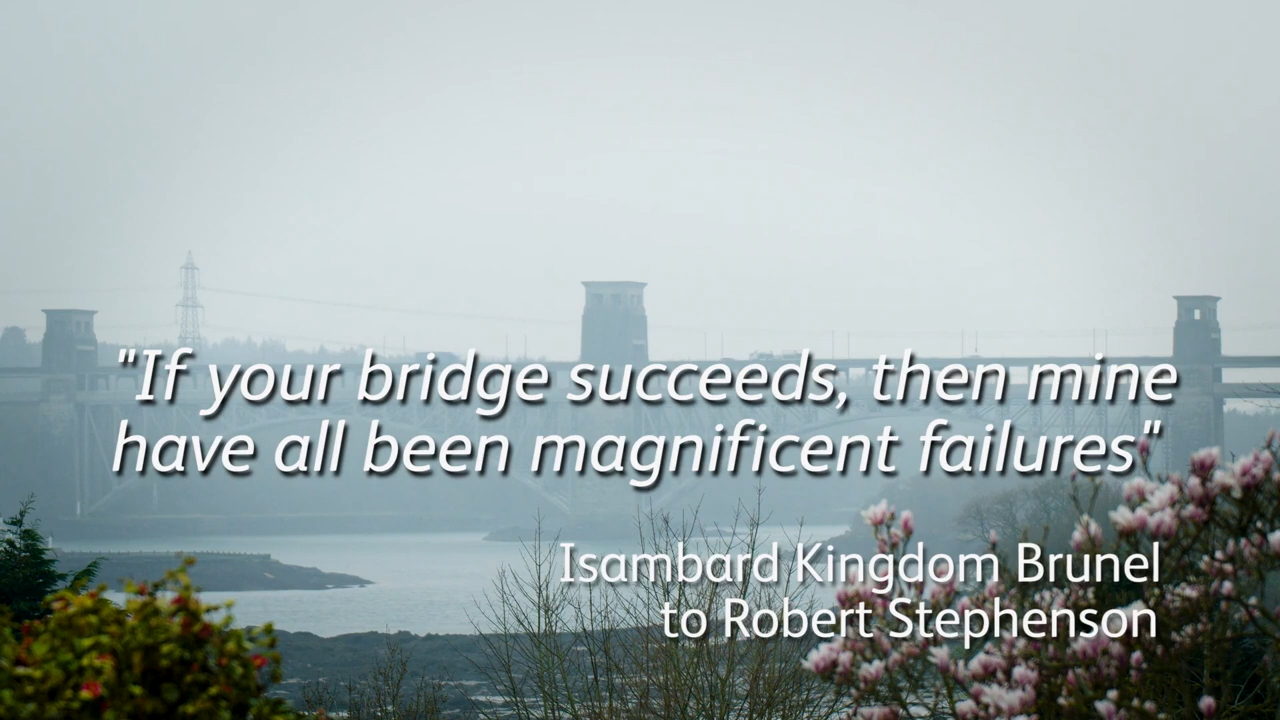 "If your bridge succeeds, then mine
have all been magnificent failures"
Isambard Kingdom Brunel
to Robert Stephenson